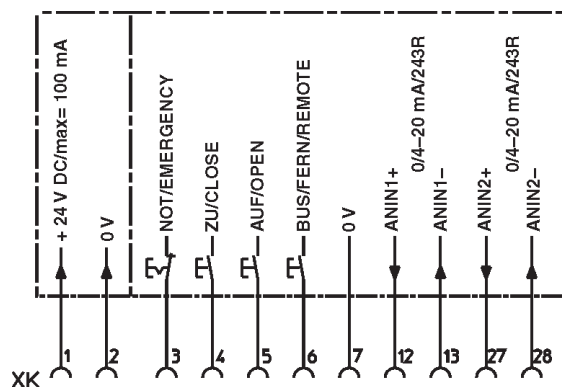 + 24 V DC/max= 100 mA
0 V
NOT/EMERGENCY
ZU/CLOSE
AUF/OPEN
BUS/FERN/REMOTE
0 V
ANIN1+
0/4–20 mA/243R
ANIN1–
ANIN2+
0/4–20 mA/243R
ANIN2–
XK 1 2 3 4 5 6 7 12 13 27 28